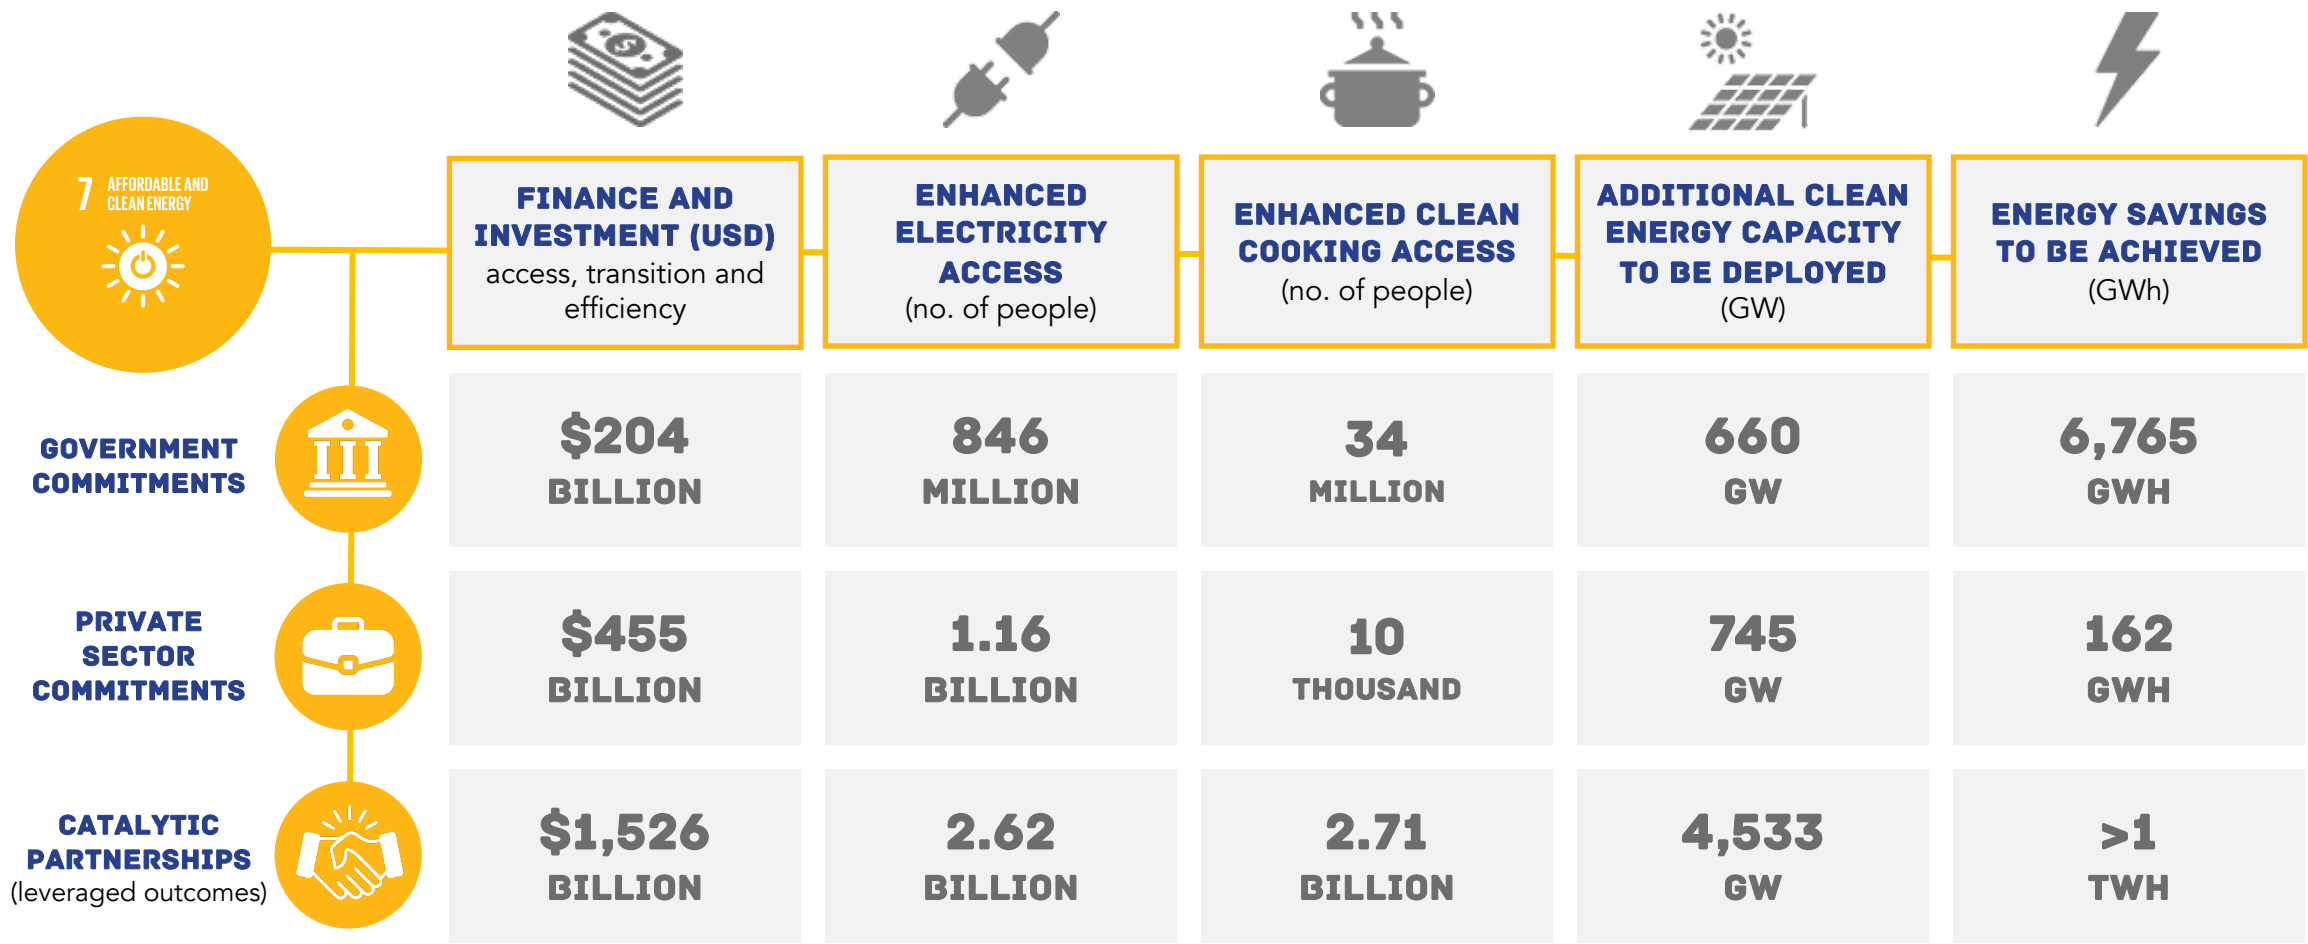 7 AFFORDABLE AND
CLEAN ENERGY
FINANCE AND
INVESTMENT (USD)
access, transition and
efficiency
ENHANCED
ELECTRICITY
ACCESS
(no. of people)
ENHANCED CLEAN
COOKING ACCESS
(no. of people)
ADDITIONAL CLEAN
ENERGY CAPACITY
TO BE DEPLOYED
(GW)
ENERGY SAVINGS
TO BE ACHIEVED
(GWh)
GOVERNMENT
COMMITMENTS
$204
BILLION
846
MILLION
34
MILLION
660
GW
6,765
GWH
PRIVATE
SECTOR
COMMITMENTS
$455
BILLION
1.16
BILLION
10
THOUSAND
745
GW
162
GWH
CATALYTIC
PARTNERSHIPS
(leveraged outcomes)
$1,526
BILLION
2.62
BILLION
2.71
BILLION
4,533
GW
>1
TWH